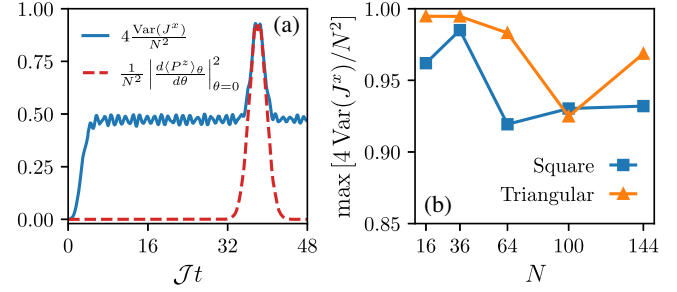 (a)
4 Var(J^x)/N^2
1/N^2 |d⟨P^z⟩_θ/dθ|^2_{θ=0}
1.00
0.75
0.50
0.25
0.00
0
16
32
48
𝒥t
(b)
max [4 Var(J^x)/N^2]
1.00
0.95
0.90
0.85
Square
Triangular
16
36
64
100
144
N